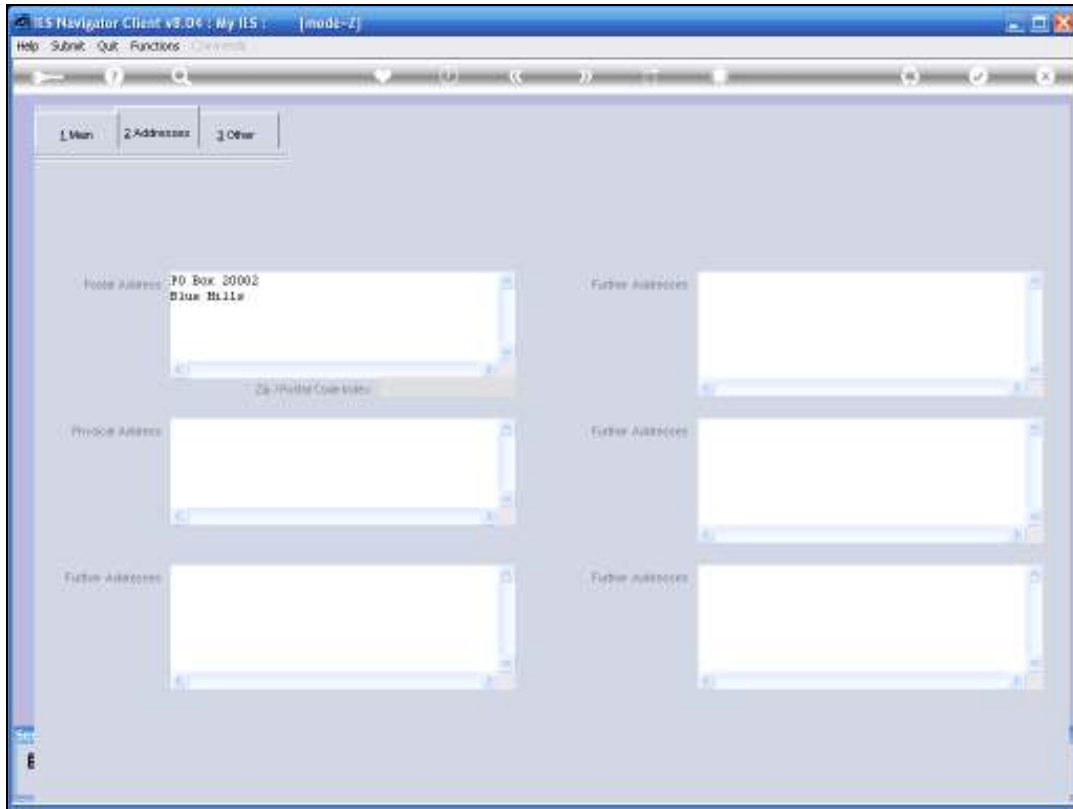 IES Navigator Client v8.04 : My IES : [mode-Z]
Help Submit Quit Functions Commands
1 Main 2 Addresses 3 Other
Postal Address
PO Box 20002
Blue Hills
Further Addresses
Zip / Postal Code Index
Physical Address
Further Addresses
Further Addresses
Further Addresses